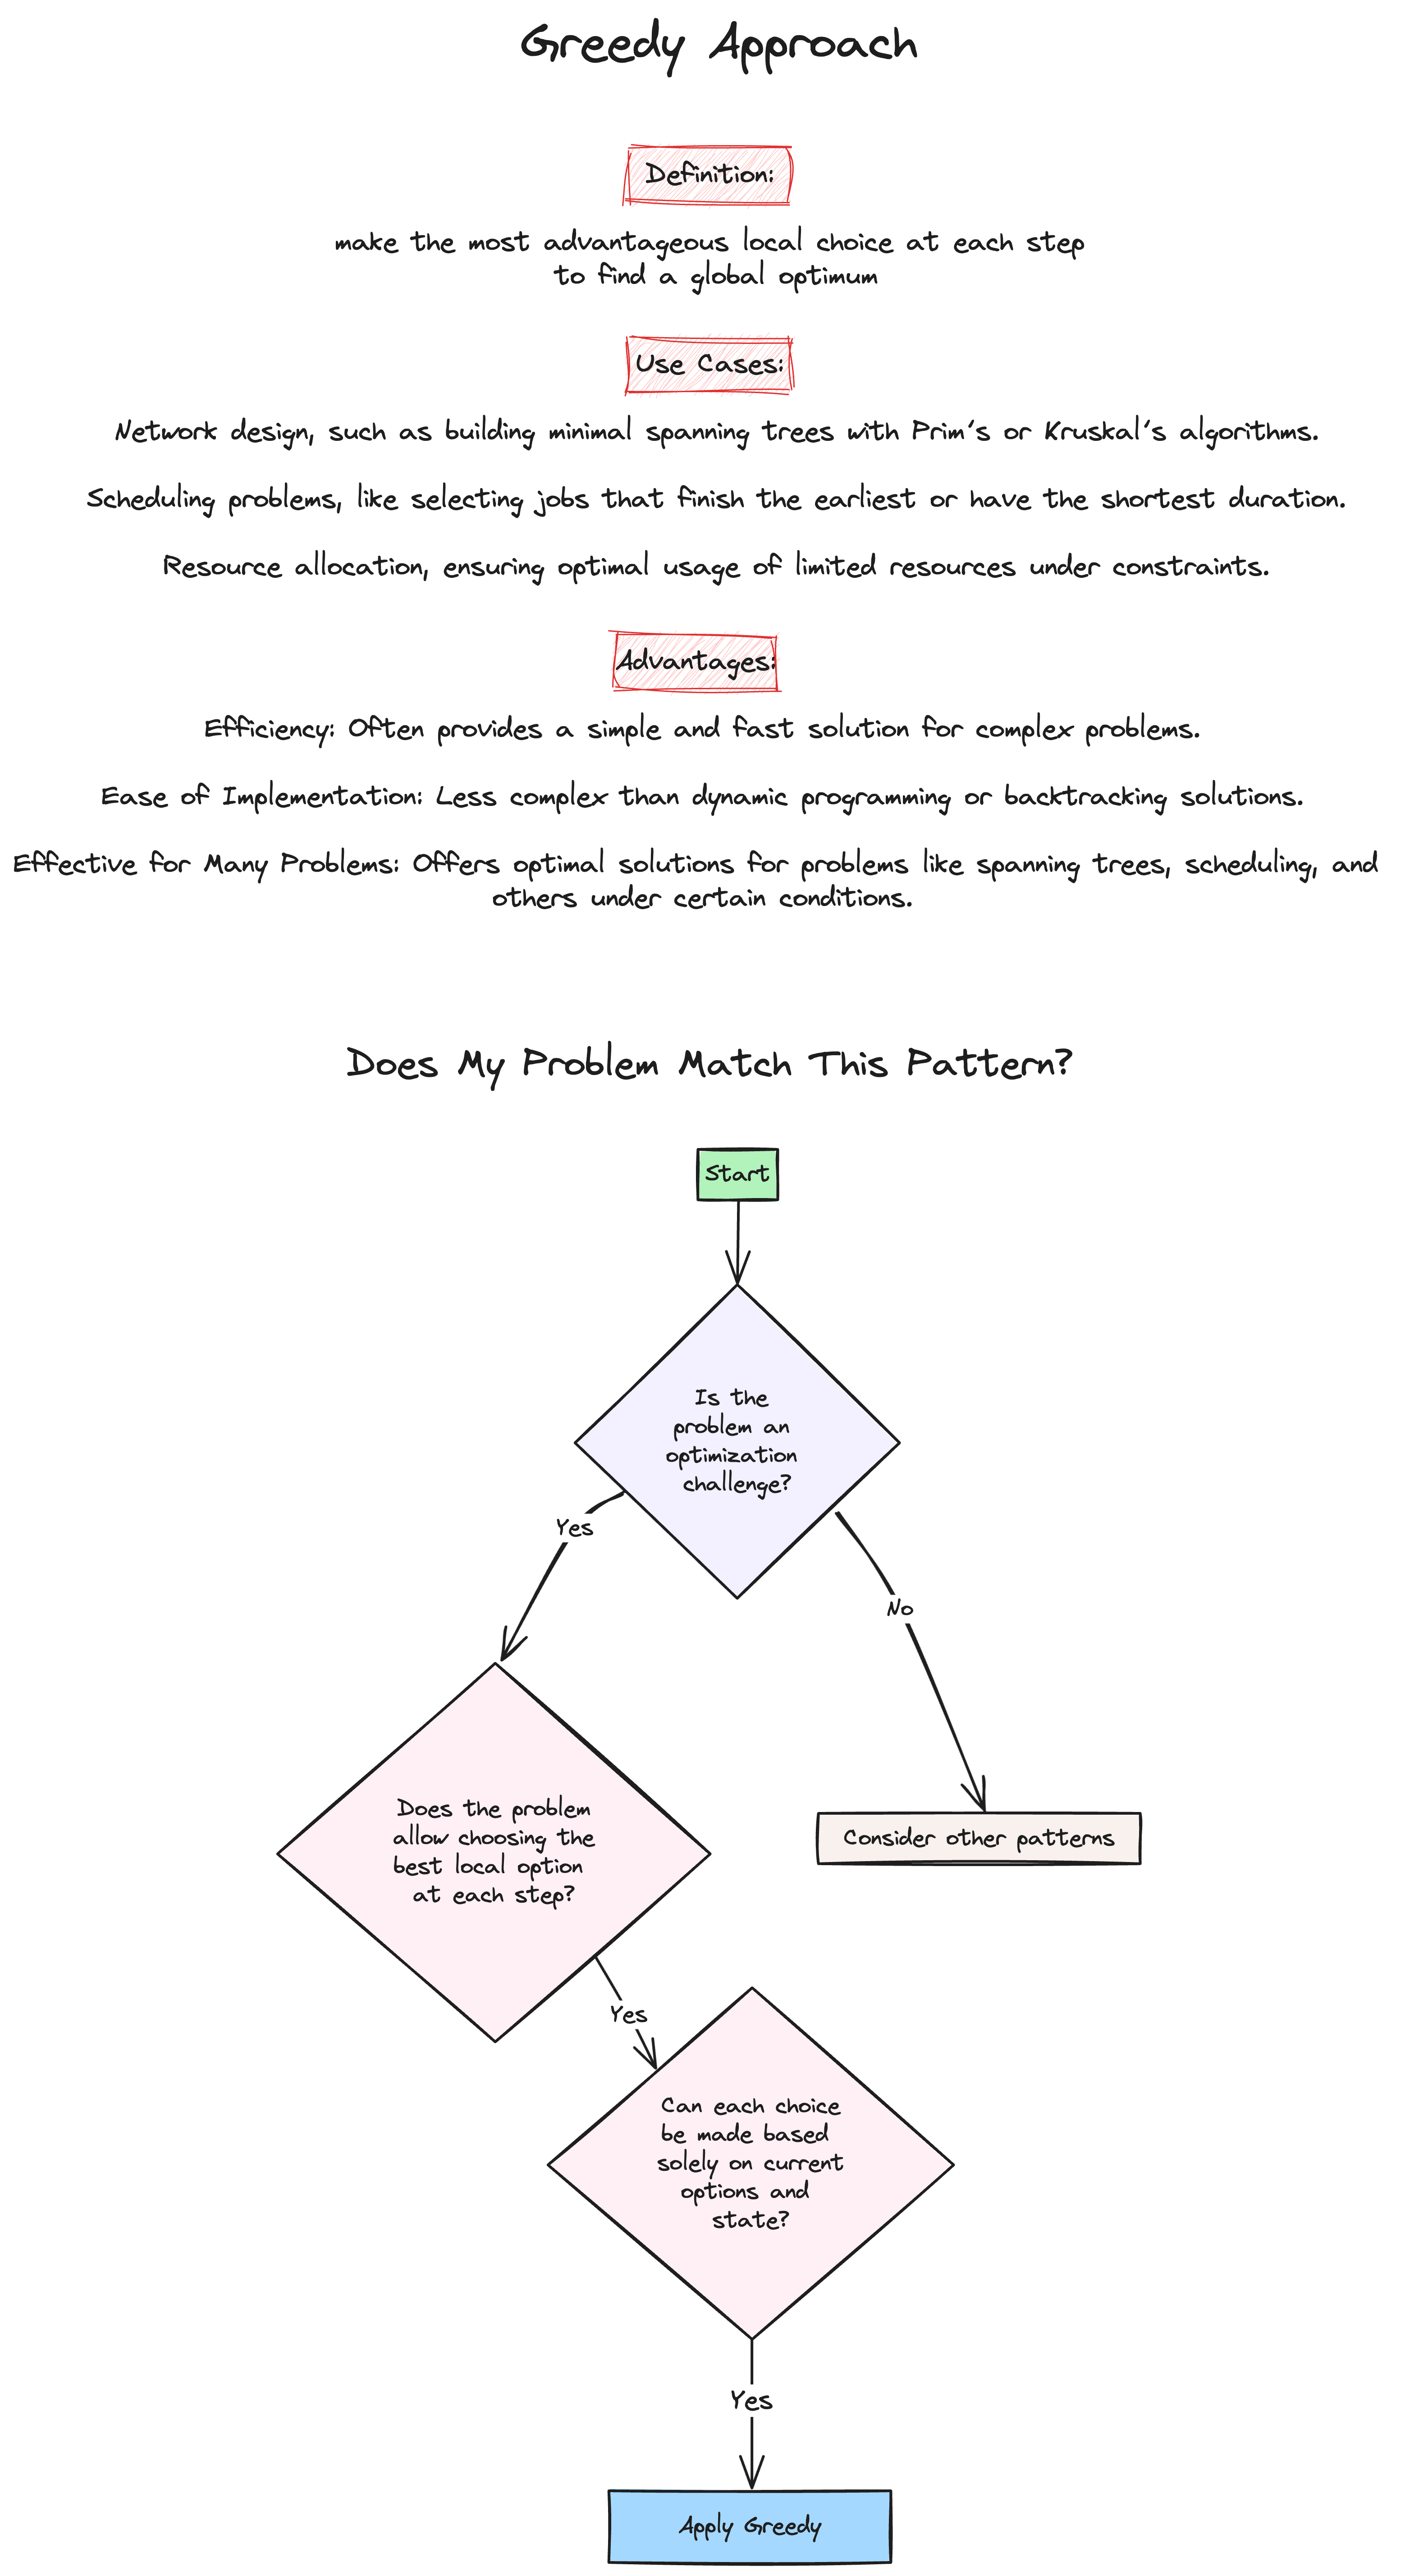 Greedy Approach
Definition:
make the most advantageous local choice at each step
to find a global optimum
Use Cases:
Network design, such as building minimal spanning trees with Prim's or Kruskal's algorithms.
Scheduling problems, like selecting jobs that finish the earliest or have the shortest duration.
Resource allocation, ensuring optimal usage of limited resources under constraints.
Advantages:
Efficiency: Often provides a simple and fast solution for complex problems.
Ease of Implementation: Less complex than dynamic programming or backtracking solutions.
Effective for Many Problems: Offers optimal solutions for problems like spanning trees, scheduling, and
others under certain conditions.
Does My Problem Match This Pattern?
Start
Is the
problem an
optimization
challenge?
Yes
No
Does the problem
allow choosing the
best local option
at each step?
Consider other patterns
Yes
Can each choice
be made based
solely on current
options and
state?
Yes
Apply Greedy